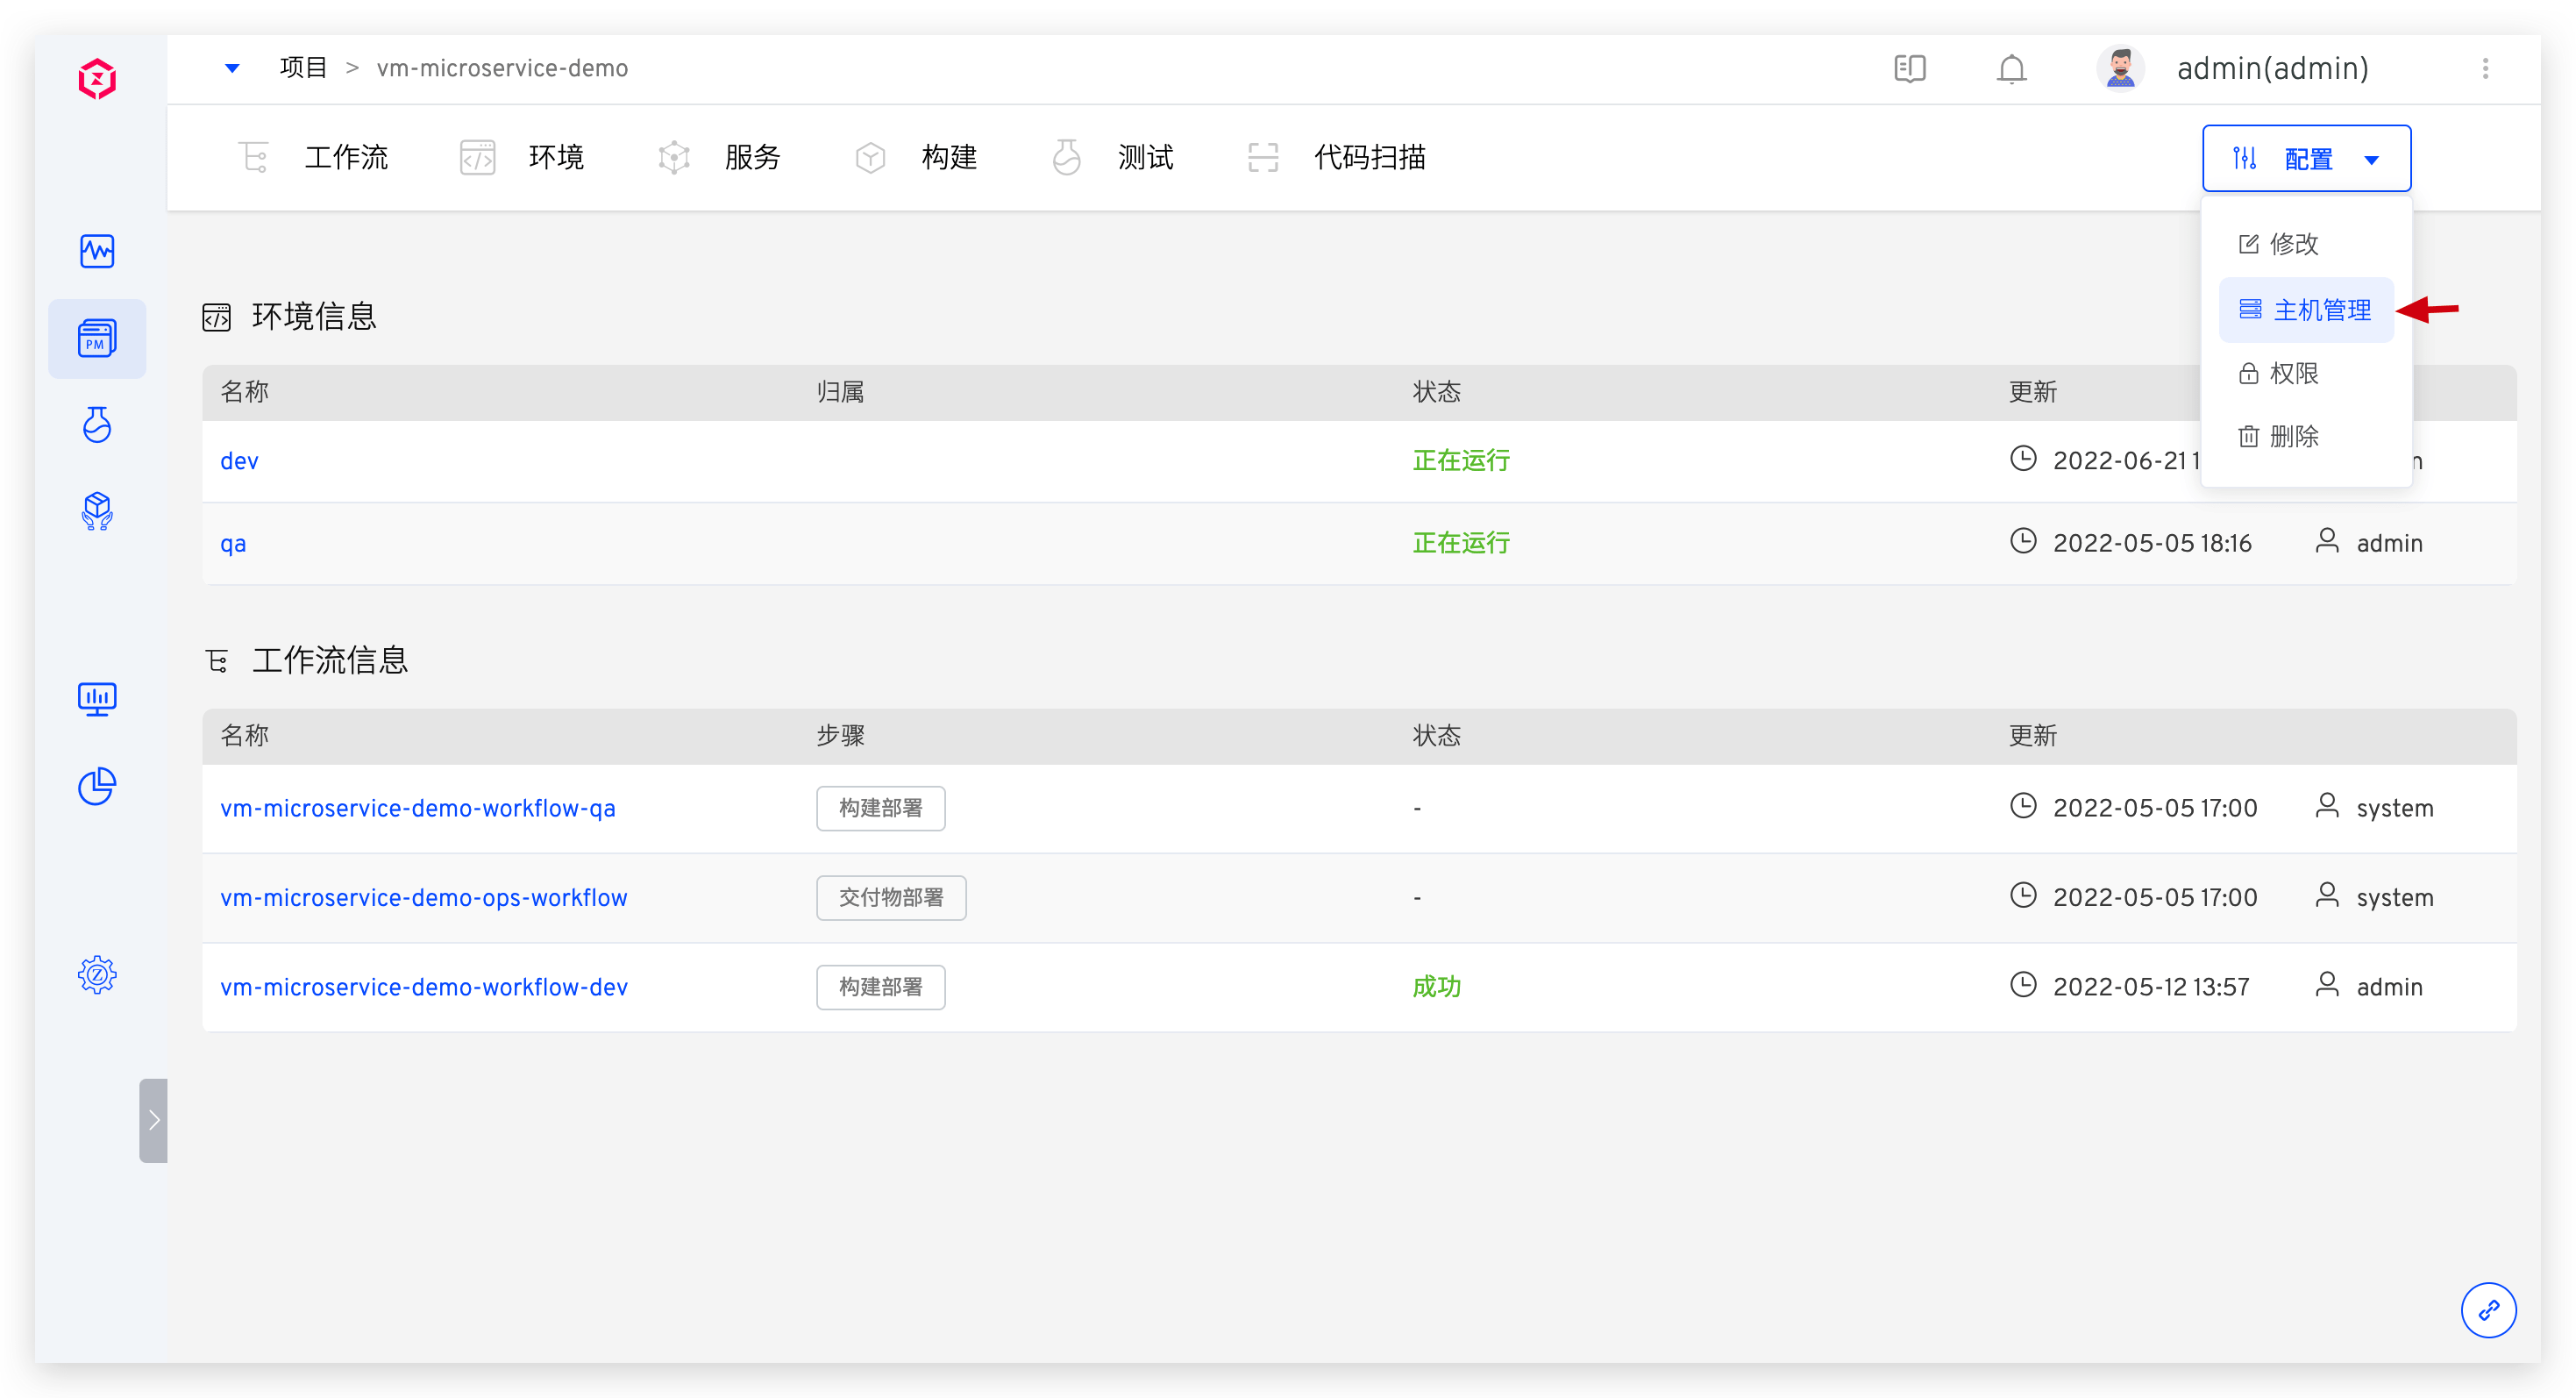 项目 > vm-microservice-demo admin(admin)
工作流 环境 服务 构建 测试 代码扫描 配置
修改
主机管理
权限
删除
PM
环境信息
名称 归属 状态 更新
dev 正在运行 2022-06-21 1 n
qa 正在运行 2022-05-05 18:16 admin
工作流信息
名称 步骤 状态 更新
vm-microservice-demo-workflow-qa 构建部署 - 2022-05-05 17:00 system
vm-microservice-demo-ops-workflow 交付物部署 - 2022-05-05 17:00 system
vm-microservice-demo-workflow-dev 构建部署 成功 2022-05-12 13:57 admin